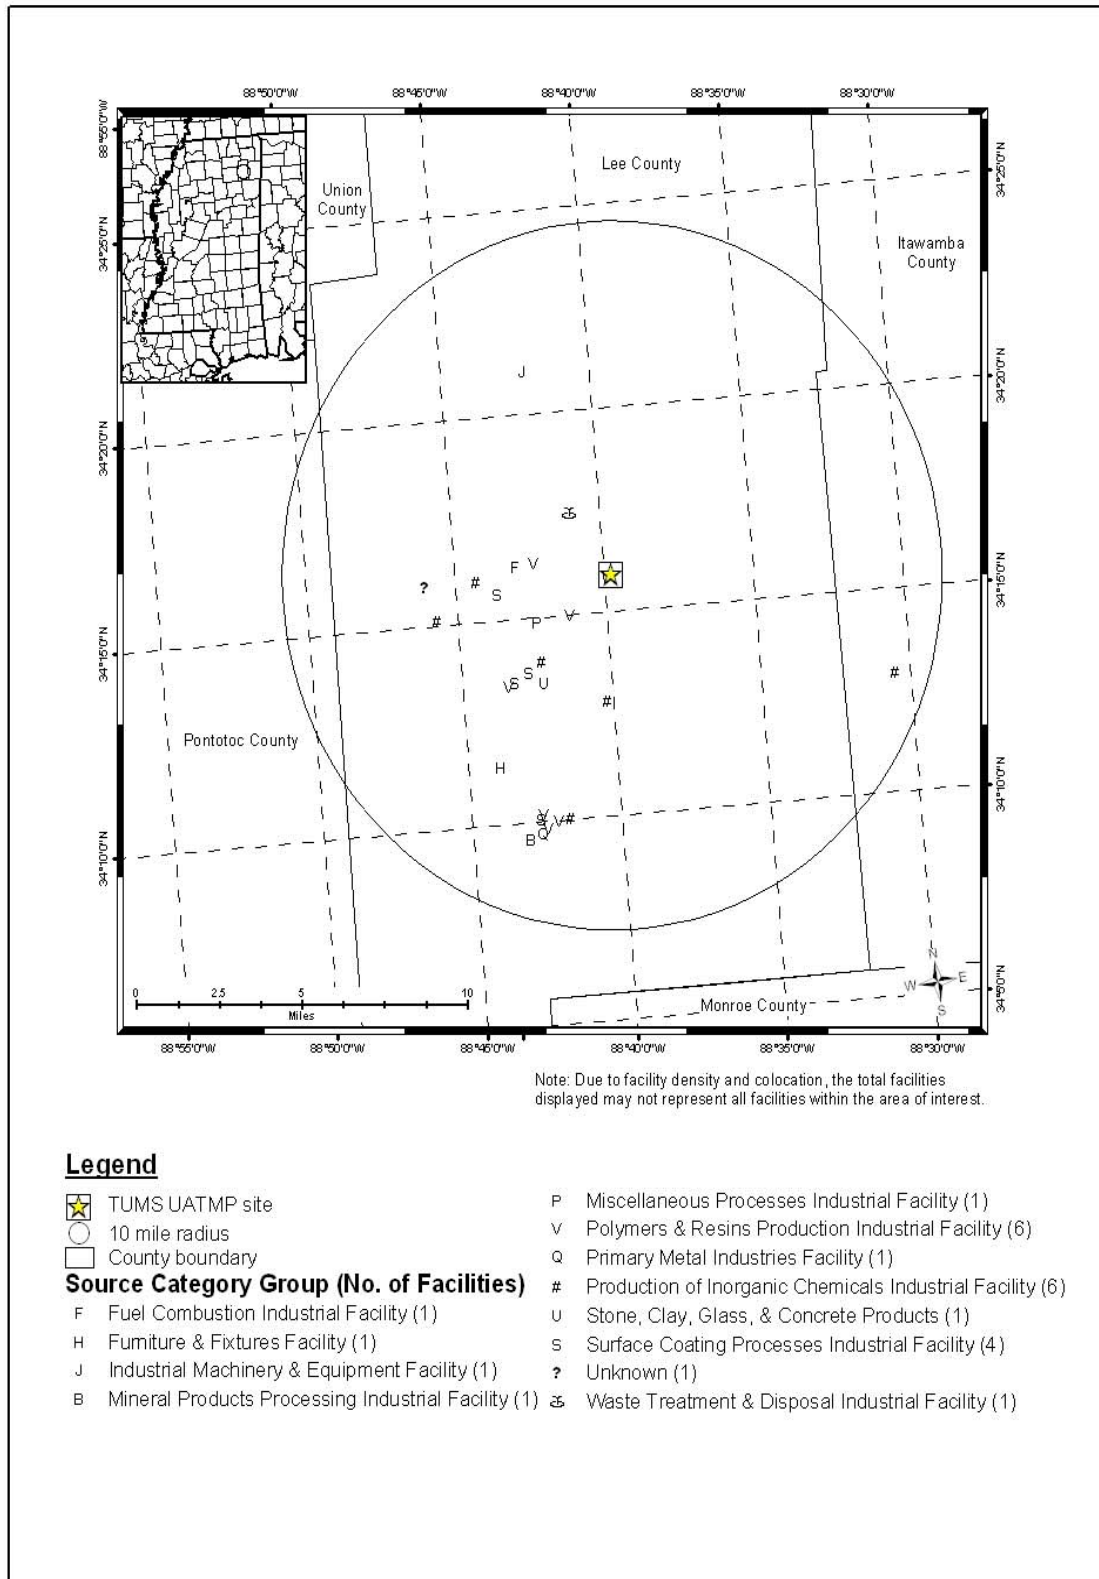 88°50'0"W 88°45'0"W 88°40'0"W 88°35'0"W 88°30'0"W
88°55'0"W
34°25'0"N
34°20'0"N
34°15'0"N
34°10'0"N
34°25'0"N
34°20'0"N
34°15'0"N
34°10'0"N
34°50'0"N
Lee County
Union
County
Itawamba
County
J
F V
?
#
S
#
P
V
#
S
V S U
#
#
Pontotoc County
H
V
S
V #
V
Q
B
N
W E
S
0 2.5 5 10
Miles
Monroe County
88°55'0"W 88°50'0"W 88°45'0"W 88°40'0"W 88°35'0"W 88°30'0"W
Note: Due to facility density and colocation, the total facilities
displayed may not represent all facilities within the area of interest.
Legend
TUMS UATMP site
10 mile radius
County boundary
Source Category Group (No. of Facilities)
F Fuel Combustion Industrial Facility (1)
H Furniture & Fixtures Facility (1)
J Industrial Machinery & Equipment Facility (1)
B Mineral Products Processing Industrial Facility (1)
P Miscellaneous Processes Industrial Facility (1)
V Polymers & Resins Production Industrial Facility (6)
Q Primary Metal Industries Facility (1)
# Production of Inorganic Chemicals Industrial Facility (6)
U Stone, Clay, Glass, & Concrete Products (1)
S Surface Coating Processes Industrial Facility (4)
? Unknown (1)
Waste Treatment & Disposal Industrial Facility (1)